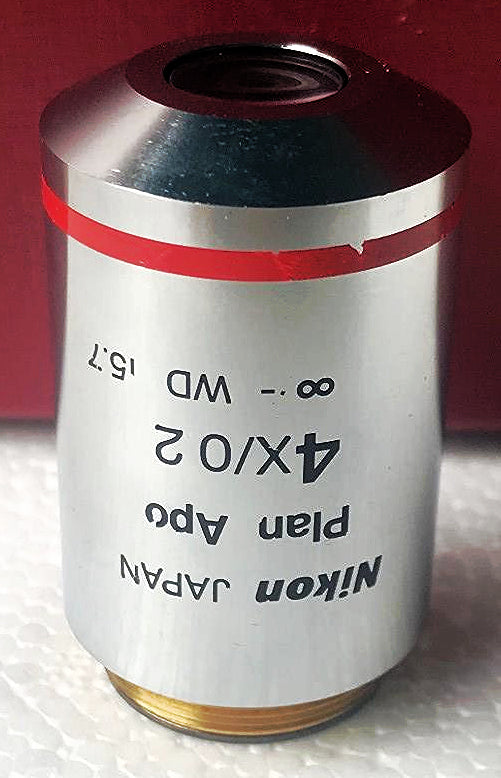 Nikon JAPAN
Plan Apo
4X/0 2
∞ - WD 15.7